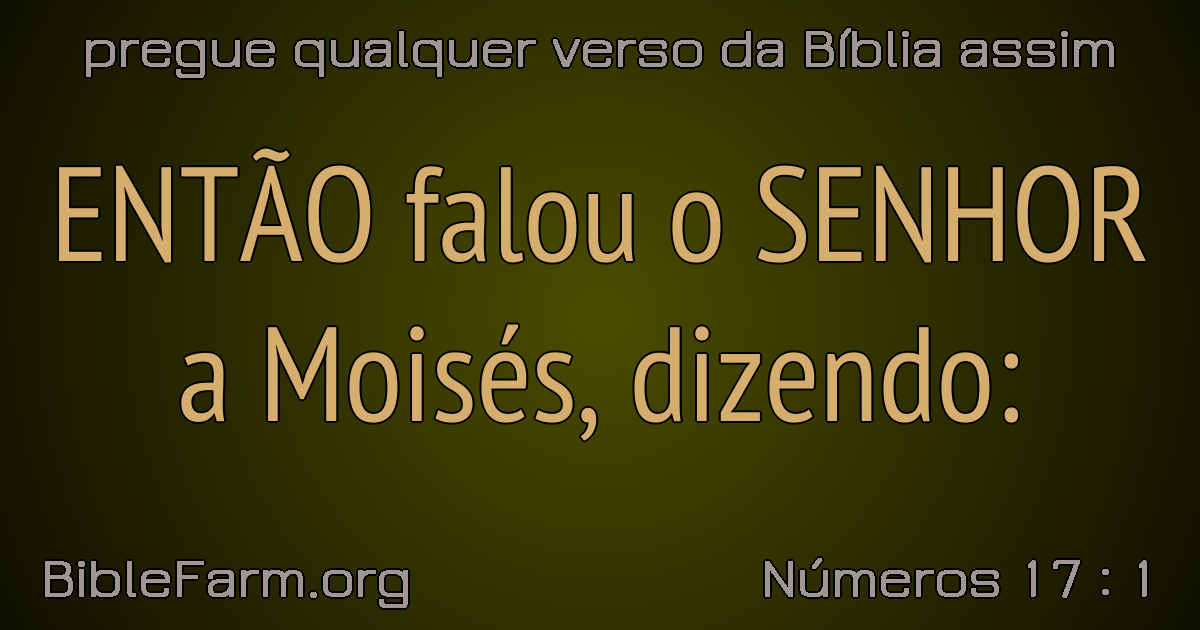 pregue qualquer verso da Bíblia assim
ENTÃO falou o SENHOR
a Moisés, dizendo:
BibleFarm.org
Números 17 : 1